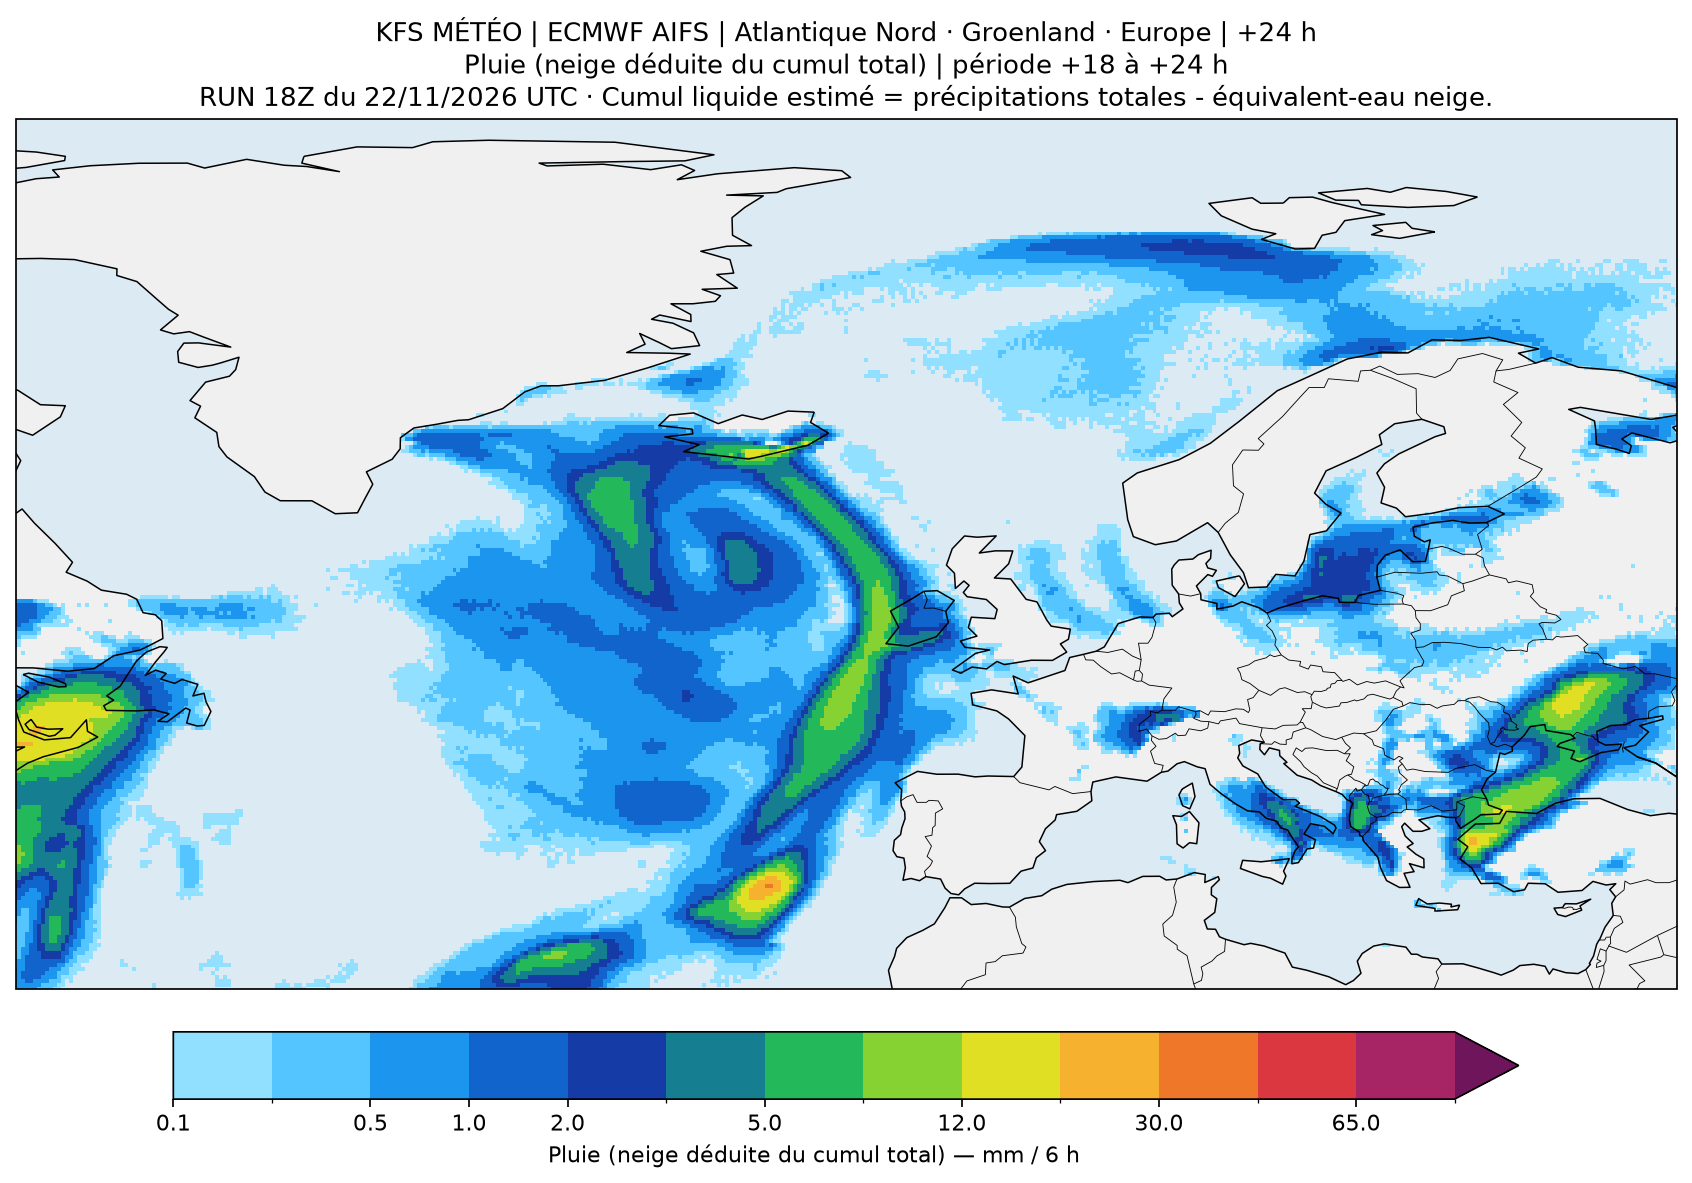 KFS MÉTÉO | ECMWF AIFS | Atlantique Nord · Groenland · Europe | +24 h
Pluie (neige déduite du cumul total) | période +18 à +24 h
RUN 18Z du 22/11/2026 UTC · Cumul liquide estimé = précipitations totales - équivalent-eau neige.
0.1 0.5 1.0 2.0 5.0 12.0 30.0 65.0
Pluie (neige déduite du cumul total) — mm / 6 h